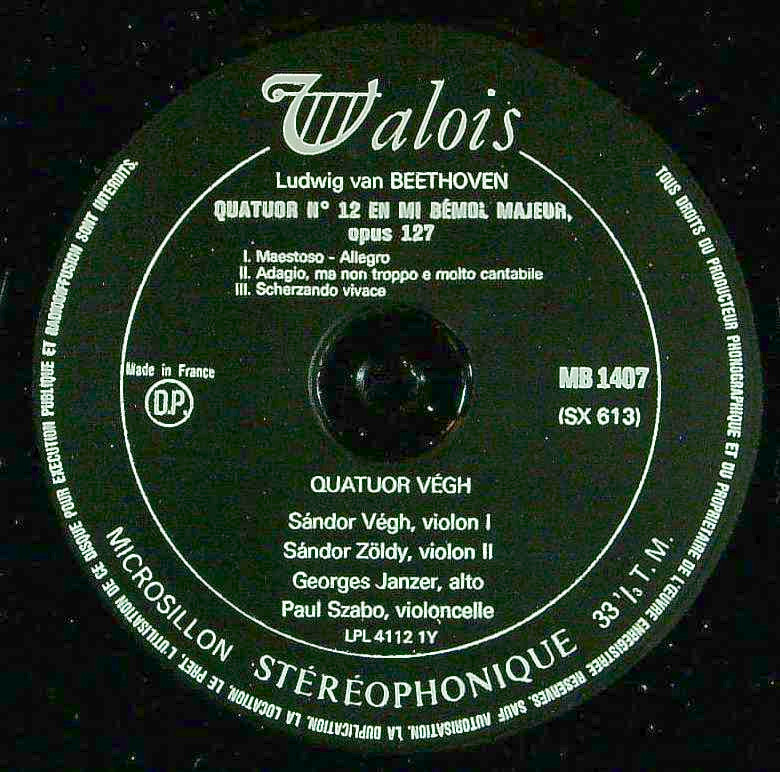 Valois
Ludwig van BEETHOVEN
QUATUOR N° 12 EN MI BÉMOL MAJEUR,
opus 127
I. Maestoso - Allegro
II. Adagio, ma non troppo e molto cantabile
III. Scherzando vivace
Made in France
D.P.
MB 1407
(SX 613)
QUATUOR VÉGH
Sándor Végh, violon I
Sándor Zöldy, violon II
Georges Janzer, alto
Paul Szabo, violoncelle
LPL 4112 1Y
MICROSILLON STÉRÉOPHONIQUE 33 1/3 T.M.
TOUS DROITS DU PRODUCTEUR PHONOGRAPHIQUE ET DU PROPRIETAIRE DE L'ŒUVRE ENREGISTREE RESERVES. SAUF AUTORISATION, LA DUPLICATION, LA LOCATION, LE PRET, L'UTILISATION DE CE DISQUE POUR EXECUTION PUBLIQUE ET RADIODIFFUSION SONT INTERDITS.